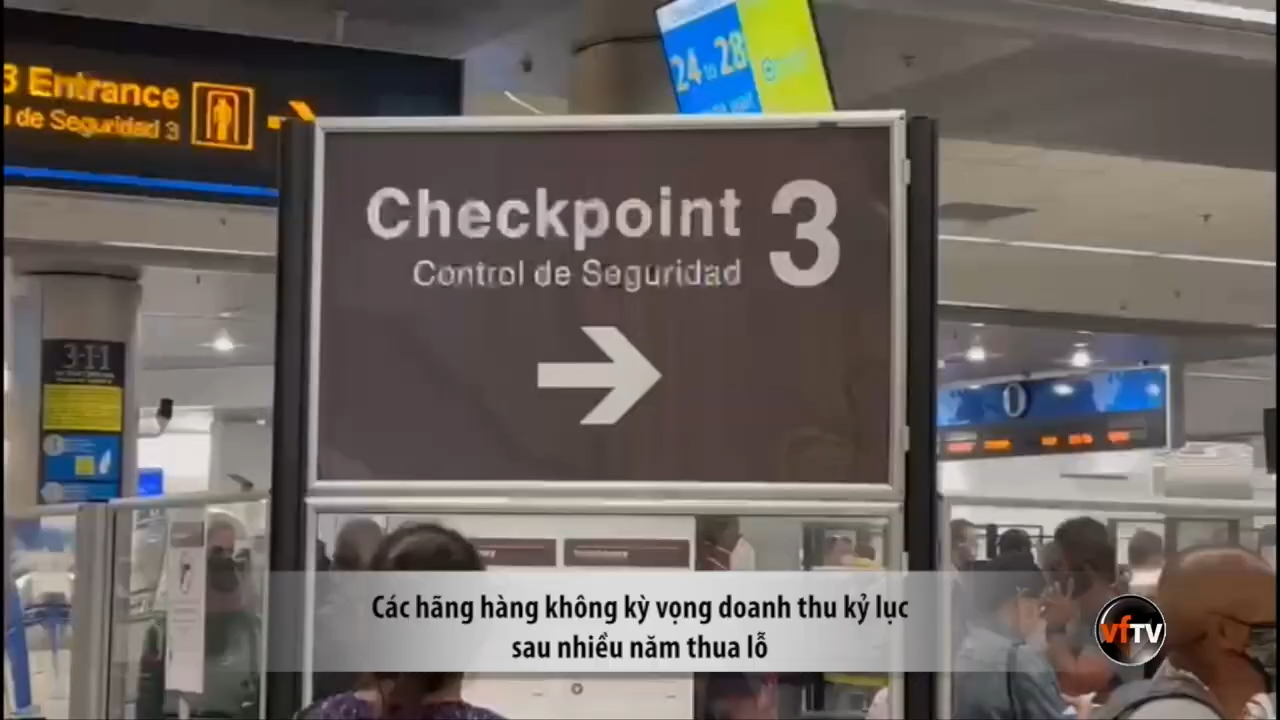 3 Entrance
l de Seguridad 3
24 to 28
Checkpoint 3
Control de Seguridad
3-1-1
Các hãng hàng không kỳ vọng doanh thu kỷ lục
sau nhiều năm thua lỗ
vfTV